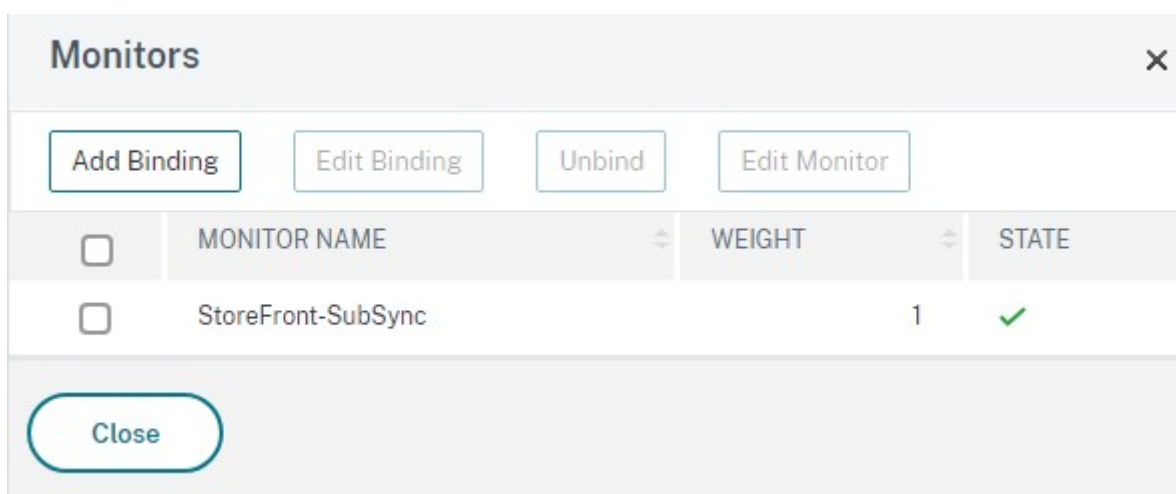 Monitors
Add Binding Edit Binding Unbind Edit Monitor
MONITOR NAME WEIGHT STATE
StoreFront-SubSync 1
Close